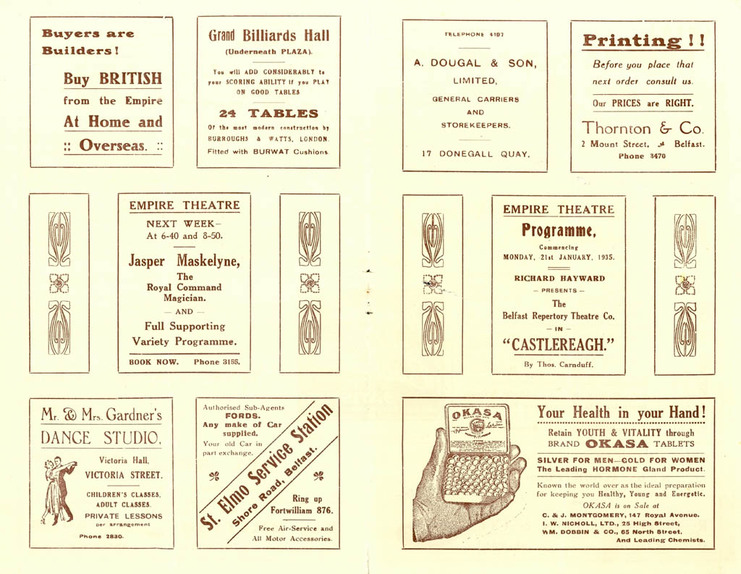 Buyers are
Builders!
Buy BRITISH
from the Empire
At Home and
:: Overseas. ::
Grand Billiards Hall
(Underneath PLAZA).
You will ADD CONSIDERABLY to
your SCORING ABILITY if you PLAY
ON GOOD TABLES
24 TABLES
Of the most modern construction by
BURROUGHS & WATTS, LONDON.
Fitted with BURWAT Cushions
TELEPHONE 4107
A. DOUGAL & SON,
LIMITED,
GENERAL CARRIERS
AND
STOREKEEPERS.
17 DONEGALL QUAY.
Printing!!
Before you place that
next order consult us.
Our PRICES are RIGHT.
Thornton & Co.
2 Mount Street, Belfast.
Phone 3470
EMPIRE THEATRE
NEXT WEEK—
At 6-40 and 8-50.
Jasper Maskelyne,
The
Royal Command
Magician.
— AND —
Full Supporting
Variety Programme.
BOOK NOW. Phone 3155.
EMPIRE THEATRE
Programme,
Commencing
MONDAY, 21st JANUARY, 1935.
RICHARD HAYWARD
— PRESENTS —
The
Belfast Repertory Theatre Co.
— IN —
"CASTLEREAGH."
By Thos. Carnduff.
Mr. & Mrs. Gardner's
DANCE STUDIO,
Victoria Hall,
VICTORIA STREET.
CHILDREN'S CLASSES.
ADULT CLASSES.
PRIVATE LESSONS
per arrangement
Phone 2830.
Authorised Sub-Agents
FORDS.
Any make of Car
supplied.
Your old Car in
part exchange.
St. Elmo Service Station
Shore Road, Belfast.
Ring up
Fortwilliam 876.
Free Air-Service and
All Motor Accessories.
OKASA
Your Health in your Hand!
Retain YOUTH & VITALITY through
BRAND OKASA TABLETS
SILVER FOR MEN—GOLD FOR WOMEN
The Leading HORMONE Gland Product.
Known the world over as the ideal preparation
for keeping you Healthy, Young and Energetic.
OKASA is on Sale at
C. & J. MONTGOMERY, 147 Royal Avenue.
I. W. NICHOLL, LTD., 25 High Street,
WM. DOBBIN & CO., 65 North Street.
And Leading Chemists.